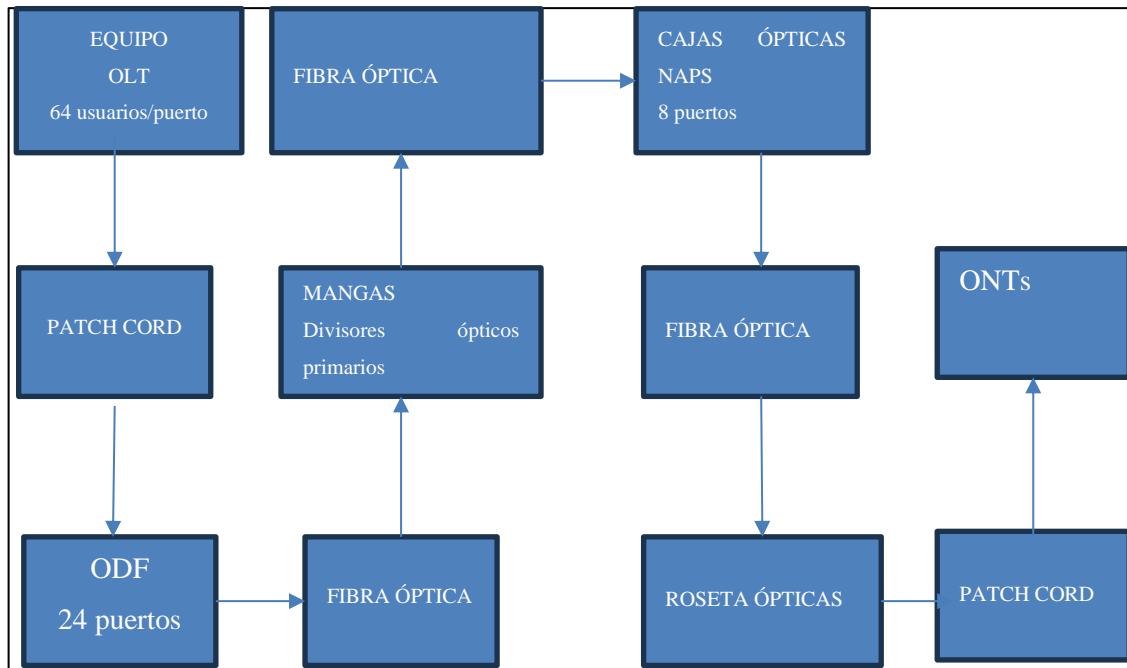 EQUIPO
OLT
64 usuarios/puerto
PATCH CORD
ODF
24 puertos
FIBRA ÓPTICA
MANGAS
Divisores ópticos
primarios
FIBRA ÓPTICA
CAJAS ÓPTICAS
NAPS
8 puertos
FIBRA ÓPTICA
ROSETA ÓPTICAS
PATCH CORD
ONTs